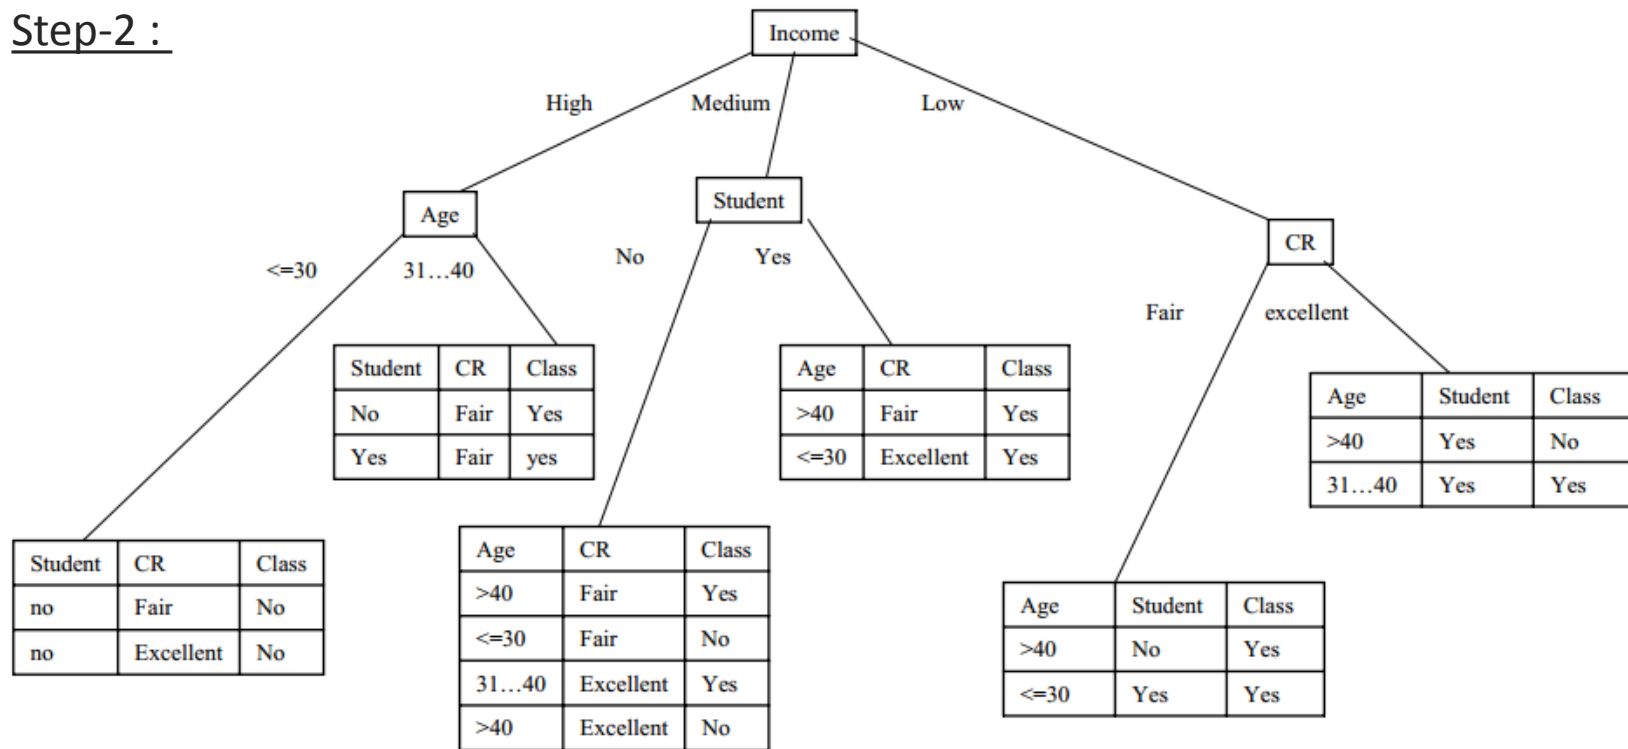 Step-2 :
Income
High Medium Low
Age
Student
CR
<=30 31...40
No Yes
Fair excellent
Student CR Class
No Fair Yes
Yes Fair yes
Age CR Class
>40 Fair Yes
<=30 Excellent Yes
Age Student Class
>40 Yes No
31...40 Yes Yes
Student CR Class
no Fair No
no Excellent No
Age CR Class
>40 Fair Yes
<=30 Fair No
31...40 Excellent Yes
>40 Excellent No
Age Student Class
>40 No Yes
<=30 Yes Yes